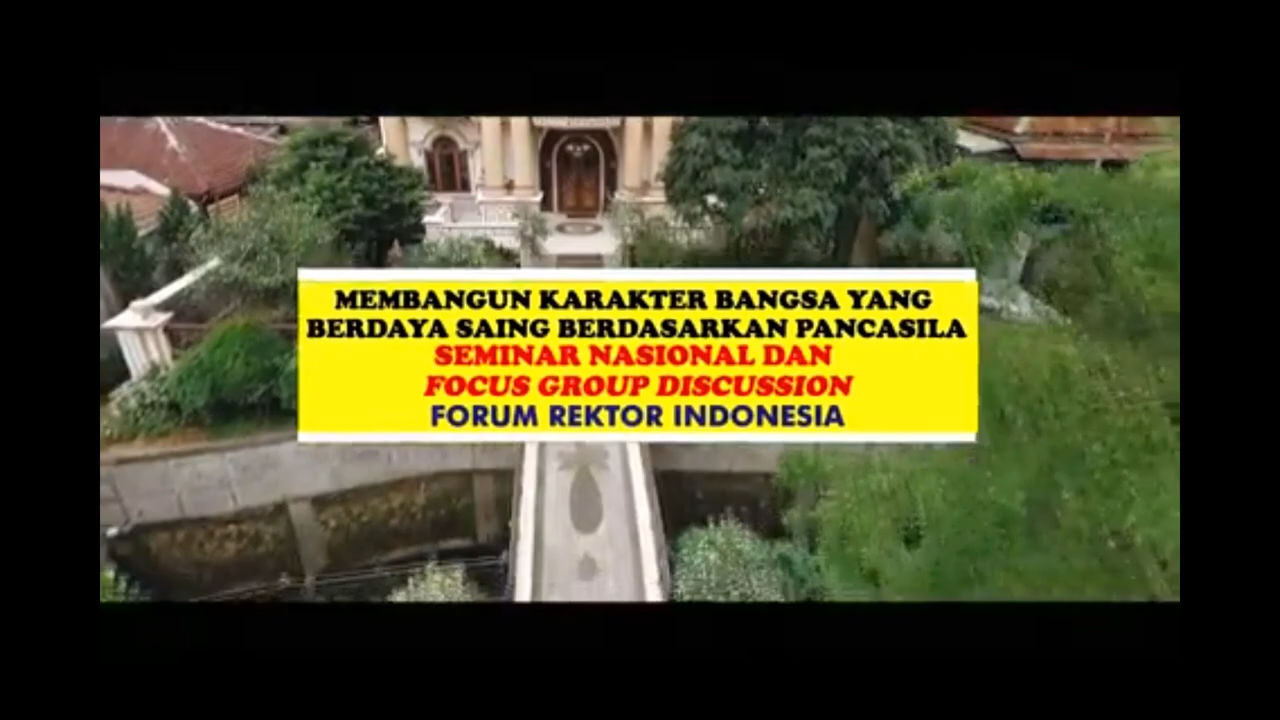 MEMBANGUN KARAKTER BANGSA YANG
BERDAYA SAING BERDASARKAN PANCASILA
SEMINAR NASIONAL DAN
FOCUS GROUP DISCUSSION
FORUM REKTOR INDONESIA